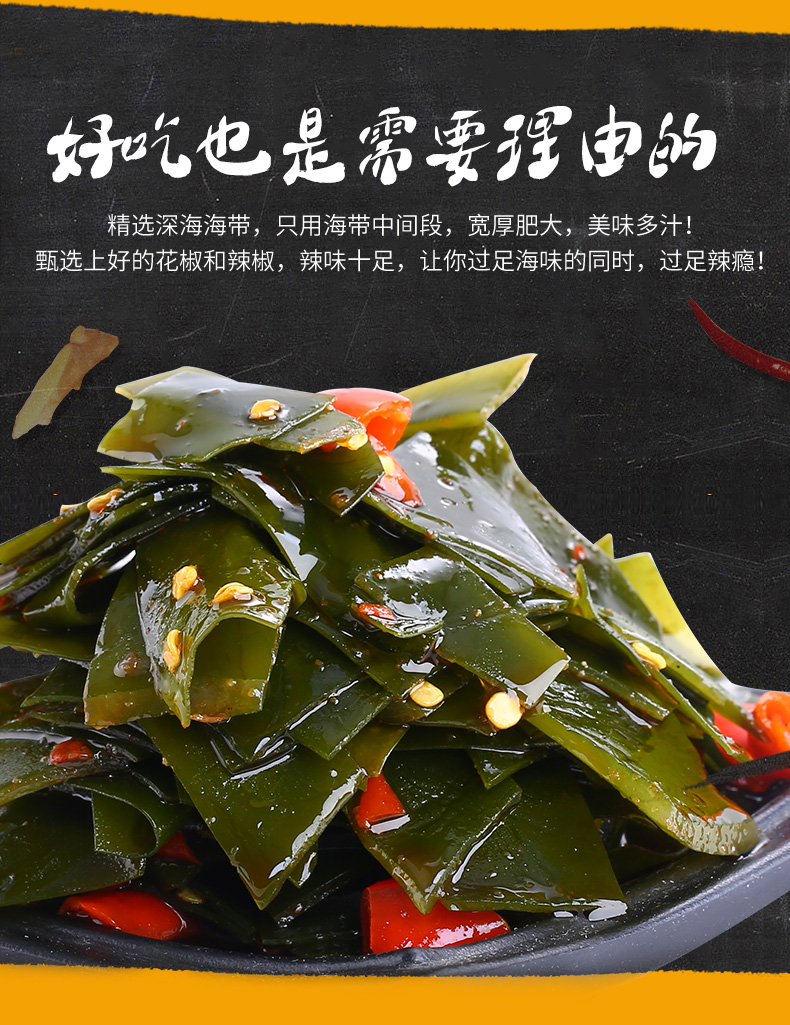 好吃也是需要理由的
精选深海海带，只用海带中间段，宽厚肥大，美味多汁！
甄选上好的花椒和辣椒，辣味十足，让你过足海味的同时，过足辣瘾！